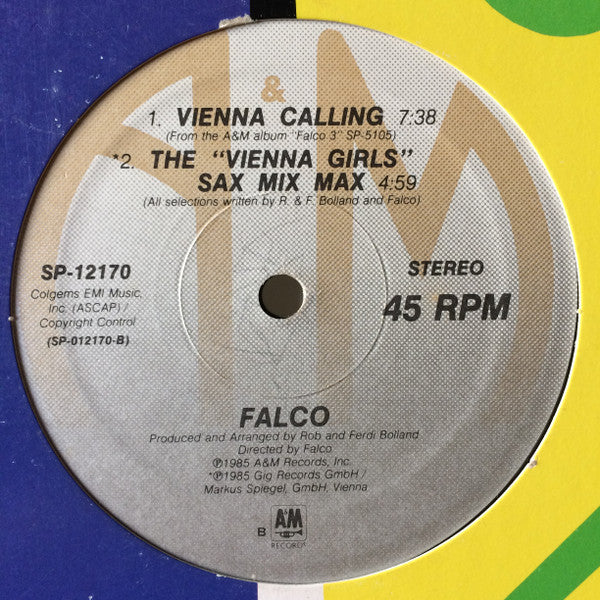 &
1. VIENNA CALLING 7:38
(From the A&M album "Falco 3" SP-5105)
*2. THE "VIENNA GIRLS"
SAX MIX MAX 4:59
(All selections written by R. & F. Bolland and Falco)
SP-12170
Colgems EMI Music,
Inc. (ASCAP) /
Copyright Control
(SP-012170-B)
STEREO
45 RPM
FALCO
Produced and Arranged by Rob and Ferdi Bolland
Directed by Falco
℗1985 A&M Records, Inc.
*℗1985 Gig Records GmbH /
Markus Spiegel, GmbH, Vienna
B
A&M
RECORDS
AM